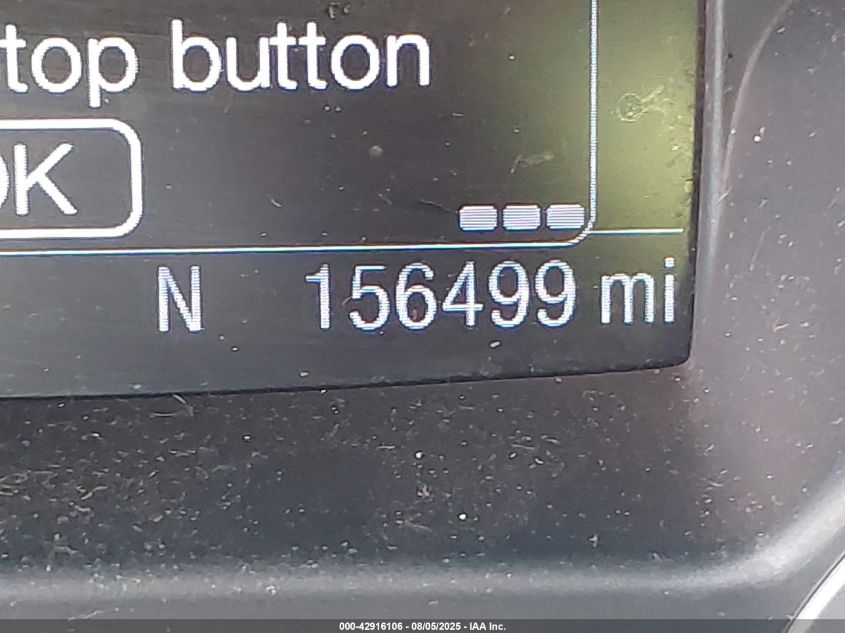 top button
OK
N 156499 mi
000-42916106 - 08/05/2025 - IAA Inc.